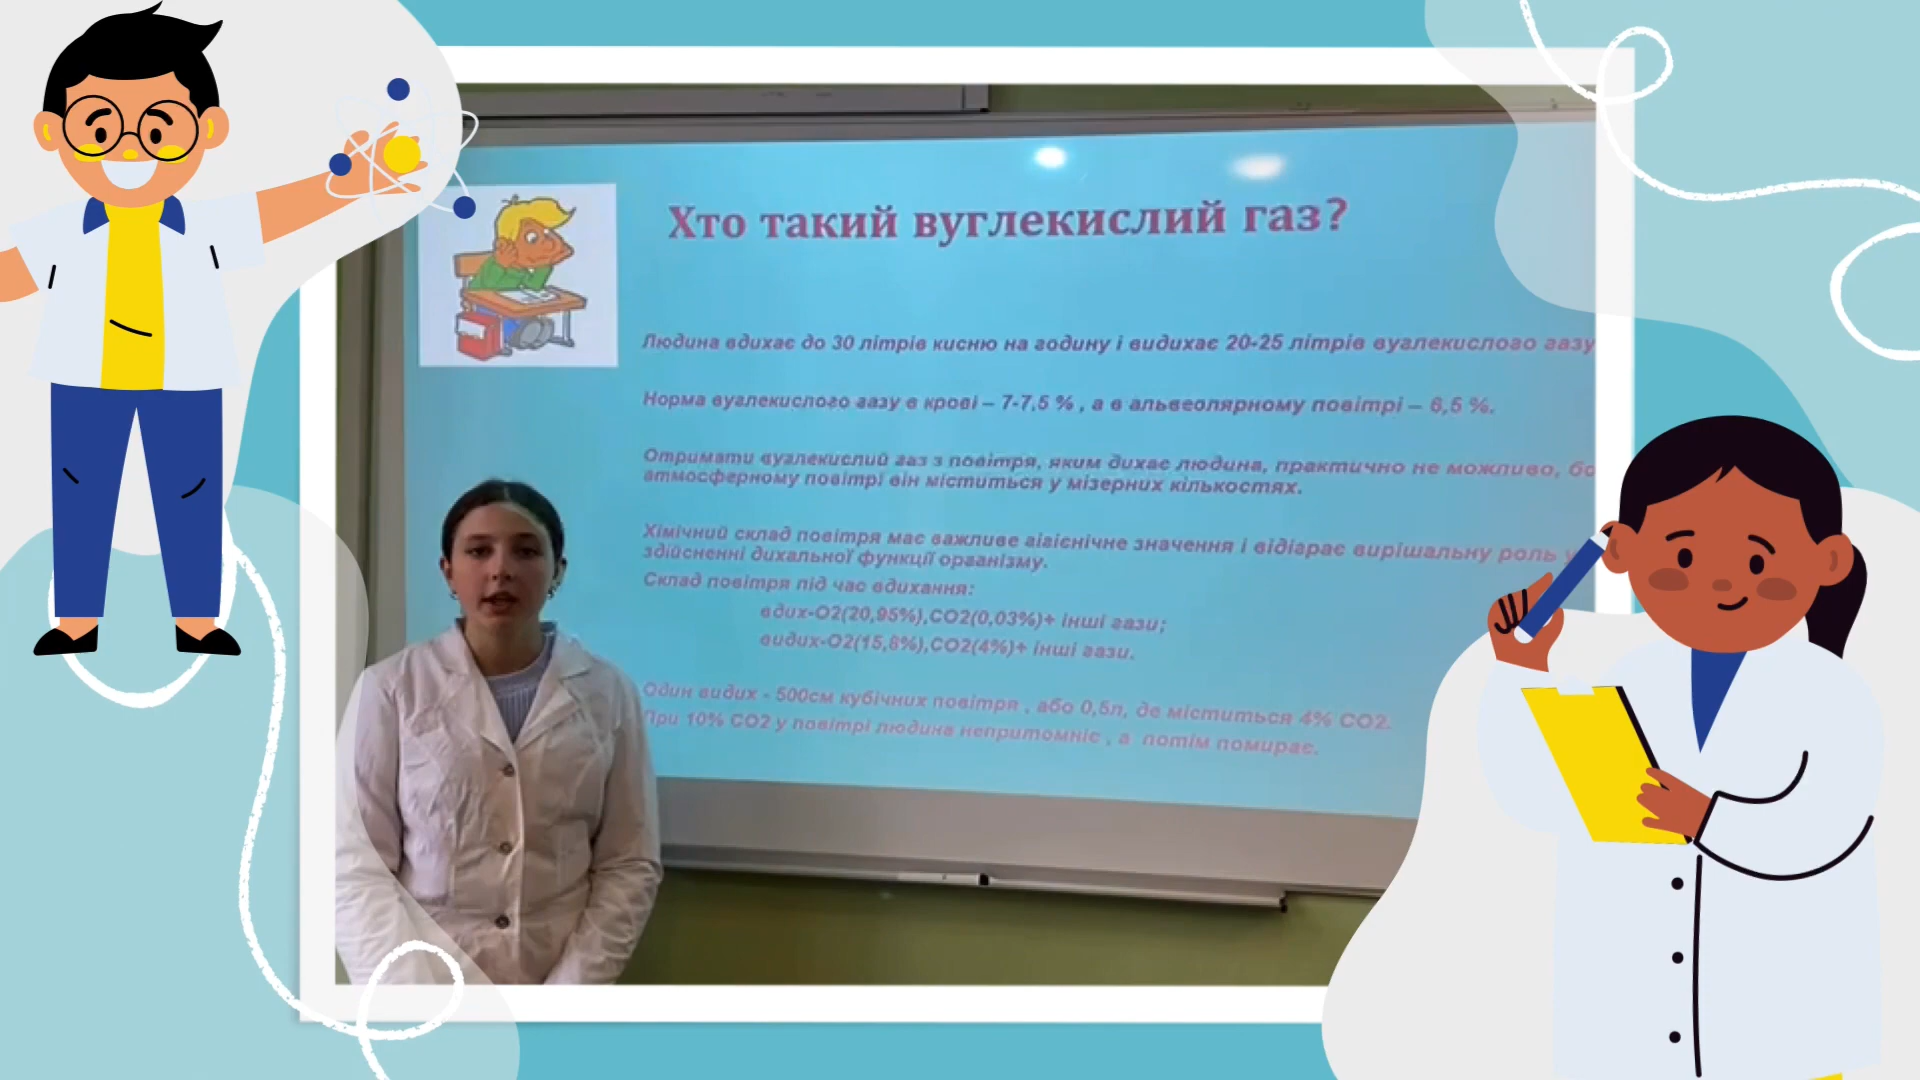 Хто такий вуглекислий газ?
Людина вдихає до 30 літрів кисню на годину і видихає 20-25 літрів вуглекислого газу
Норма вуглекислого газу в крові – 7-7,5 % , а в альвеолярному повітрі – 6,5 %.
Отримати вуглекислий газ з повітря, яким дихає людина, практично не можливо, бо
атмосферному повітрі він міститься у мізерних кількостях.
Хімічний склад повітря має важливе гігієнічне значення і відіграє вирішальну роль у
здійсненні дихальної функції організму.
Склад повітря під час вдихання:
вдих-О2(20,95%),СО2(0,03%)+ інші гази;
видих-О2(15,6%),СО2(4%)+ інші гази.
Один видих - 500см кубічних повітря , або 0,5л, де міститься 4% СО2.
При 10% СО2 у повітрі людина непритомніє , а потім помирає.